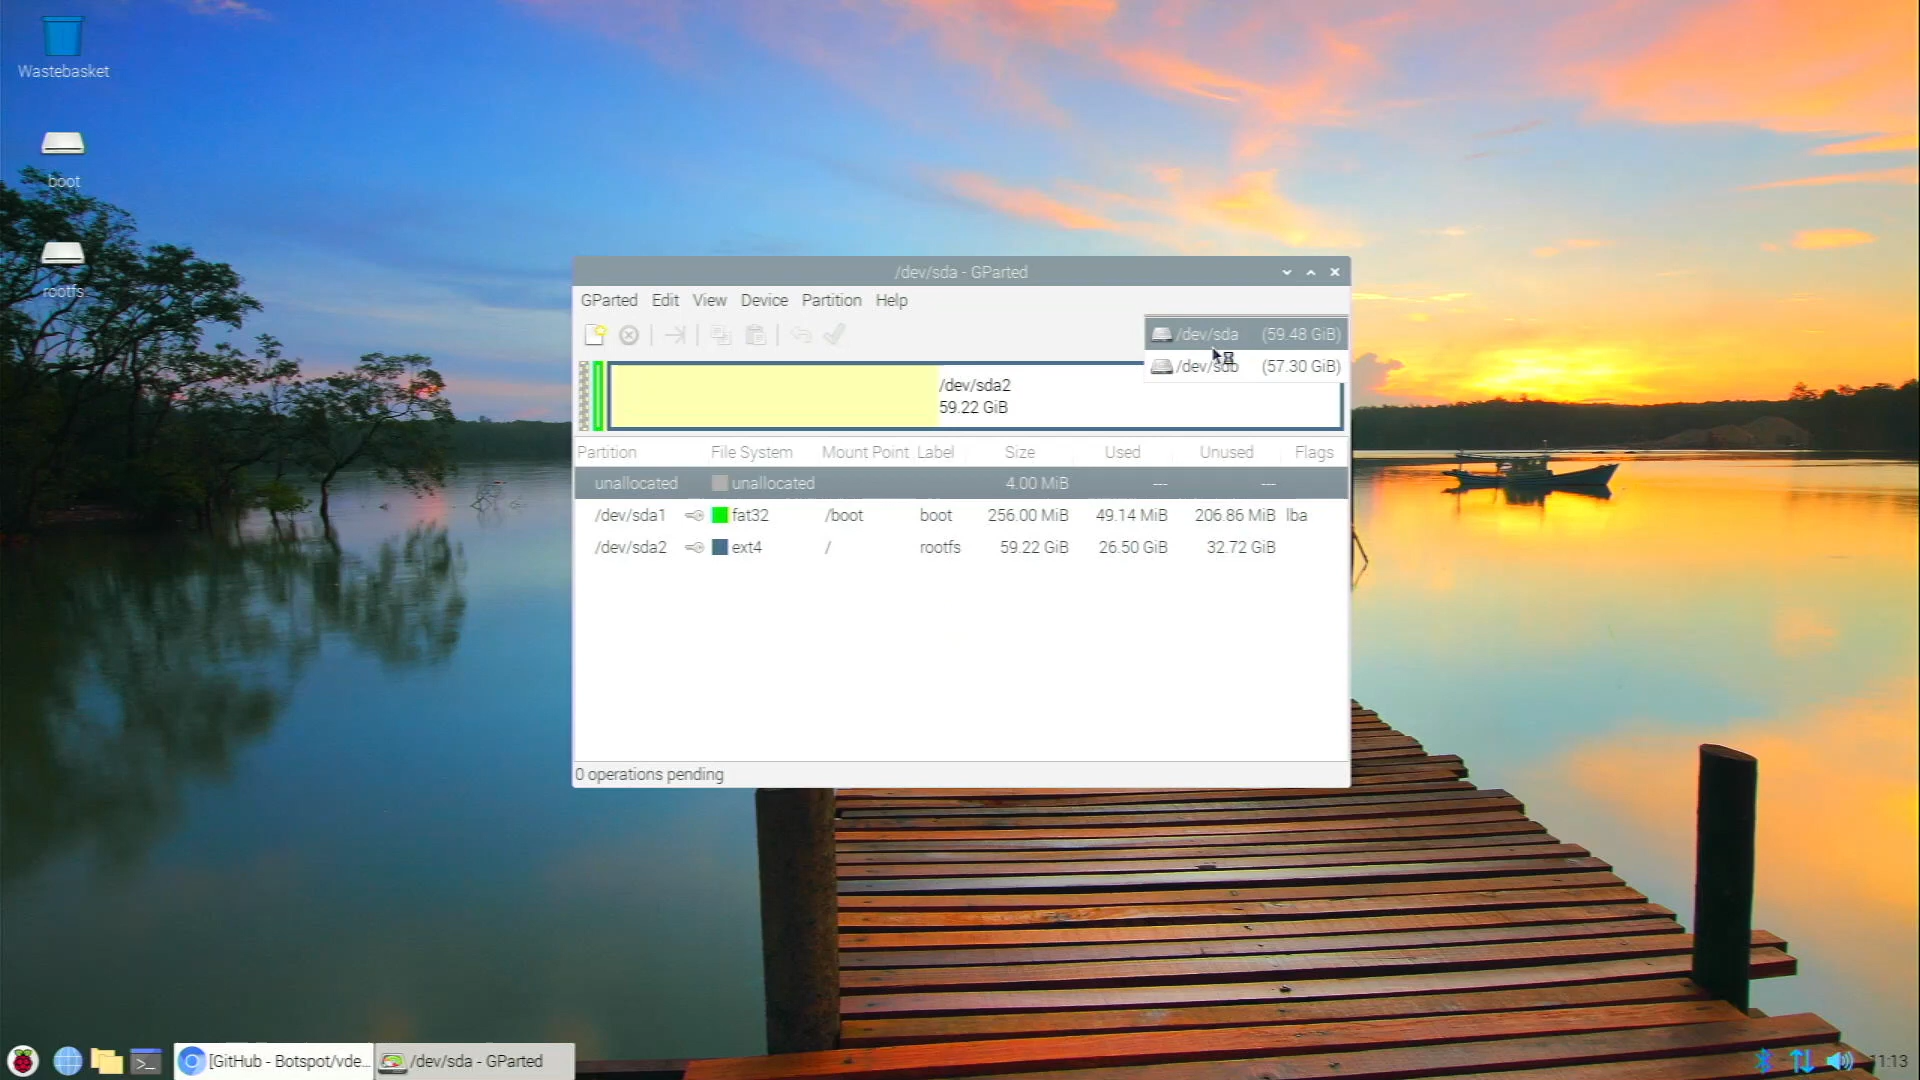 Wastebasket
boot
rootfs
/dev/sda - GParted
GParted Edit View Device Partition Help
/dev/sda (59.48 GiB)
/dev/sdb (57.30 GiB)
/dev/sda2
59.22 GiB
Partition File System Mount Point Label Size Used Unused Flags
unallocated unallocated 4.00 MiB --- ---
/dev/sda1 fat32 /boot boot 256.00 MiB 49.14 MiB 206.86 MiB lba
/dev/sda2 ext4 / rootfs 59.22 GiB 26.50 GiB 32.72 GiB
0 operations pending
[GitHub - Botspot/vde...
/dev/sda - GParted
11:13